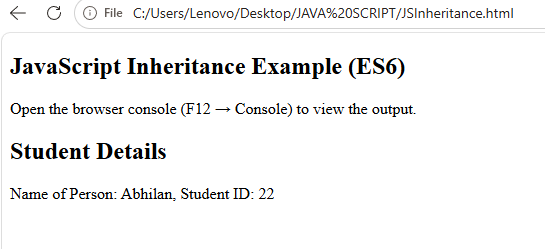 File C:/Users/Lenovo/Desktop/JAVA%20SCRIPT/JSInheritance.html
JavaScript Inheritance Example (ES6)
Open the browser console (F12 → Console) to view the output.
Student Details
Name of Person: Abhilan, Student ID: 22